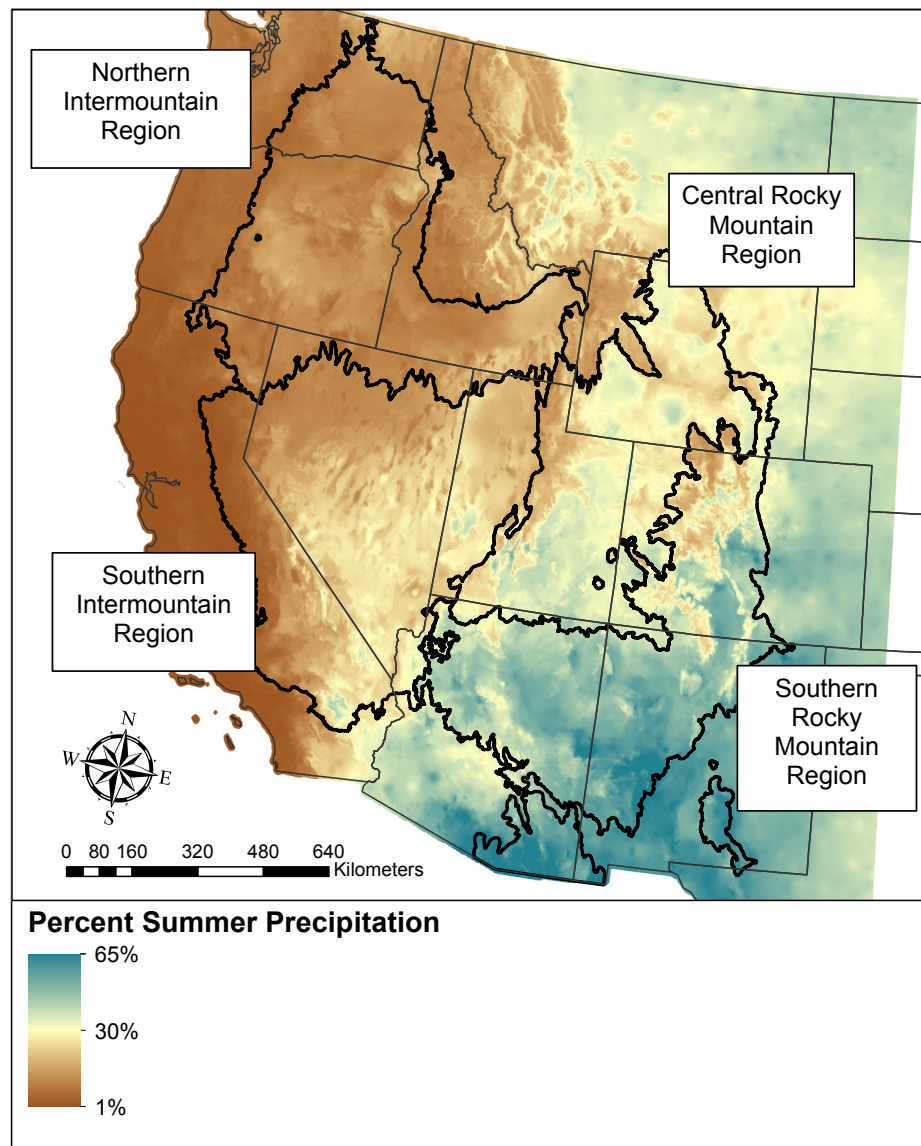 Northern
Intermountain
Region
Central Rocky
Mountain
Region
Southern
Intermountain
Region
Southern
Rocky
Mountain
Region
N
W
E
S
0 80 160 320 480 640
Kilometers
Percent Summer Precipitation
65%
30%
1%